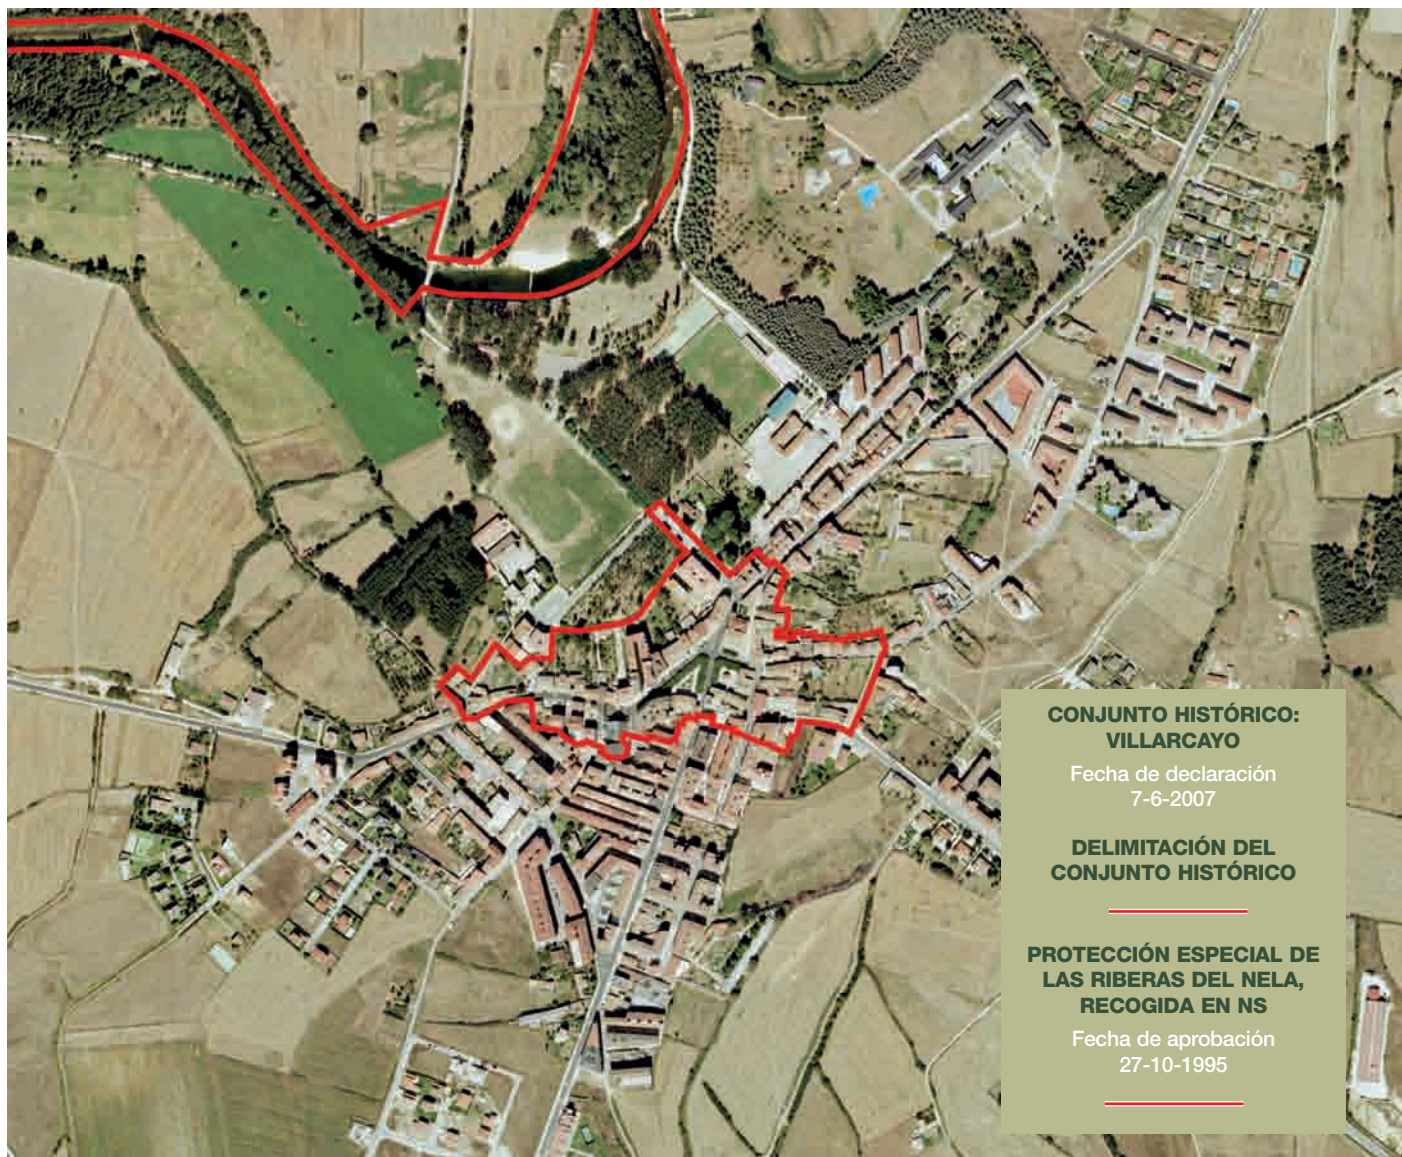 CONJUNTO HISTÓRICO:
VILLARCAYO
Fecha de declaración
7-6-2007
DELIMITACIÓN DEL
CONJUNTO HISTÓRICO
PROTECCIÓN ESPECIAL DE
LAS RIBERAS DEL NELA,
RECOGIDA EN NS
Fecha de aprobación
27-10-1995